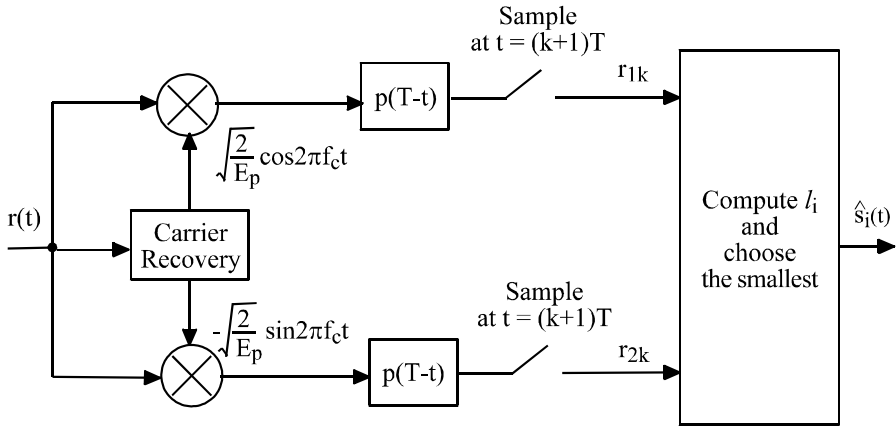 Sample
at t = (k+1)T
r1k
p(T-t)
√2/Ep cos2πfct
r(t)
Carrier
Recovery
Compute li
and
choose
the smallest
ŝi(t)
Sample
at t = (k+1)T
-√2/Ep sin2πfct
r2k
p(T-t)